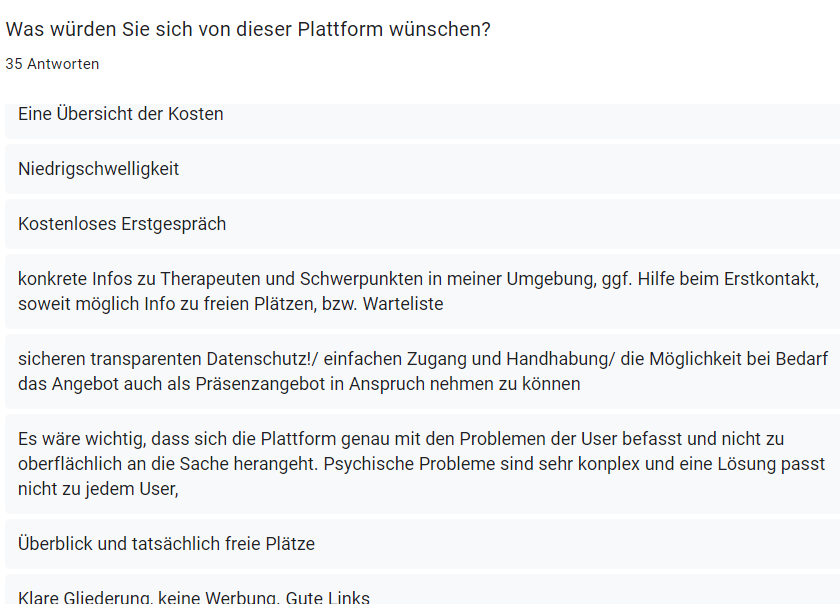 Was würden Sie sich von dieser Plattform wünschen?
35 Antworten
Eine Übersicht der Kosten
Niedrigschwelligkeit
Kostenloses Erstgespräch
konkrete Infos zu Therapeuten und Schwerpunkten in meiner Umgebung, ggf. Hilfe beim Erstkontakt,
soweit möglich Info zu freien Plätzen, bzw. Warteliste
sicheren transparenten Datenschutz!/ einfachen Zugang und Handhabung/ die Möglichkeit bei Bedarf
das Angebot auch als Präsenzangebot in Anspruch nehmen zu können
Es wäre wichtig, dass sich die Plattform genau mit den Problemen der User befasst und nicht zu
oberflächlich an die Sache herangeht. Psychische Probleme sind sehr konplex und eine Lösung passt
nicht zu jedem User,
Überblick und tatsächlich freie Plätze
Klare Gliederung, keine Werbung. Gute Links